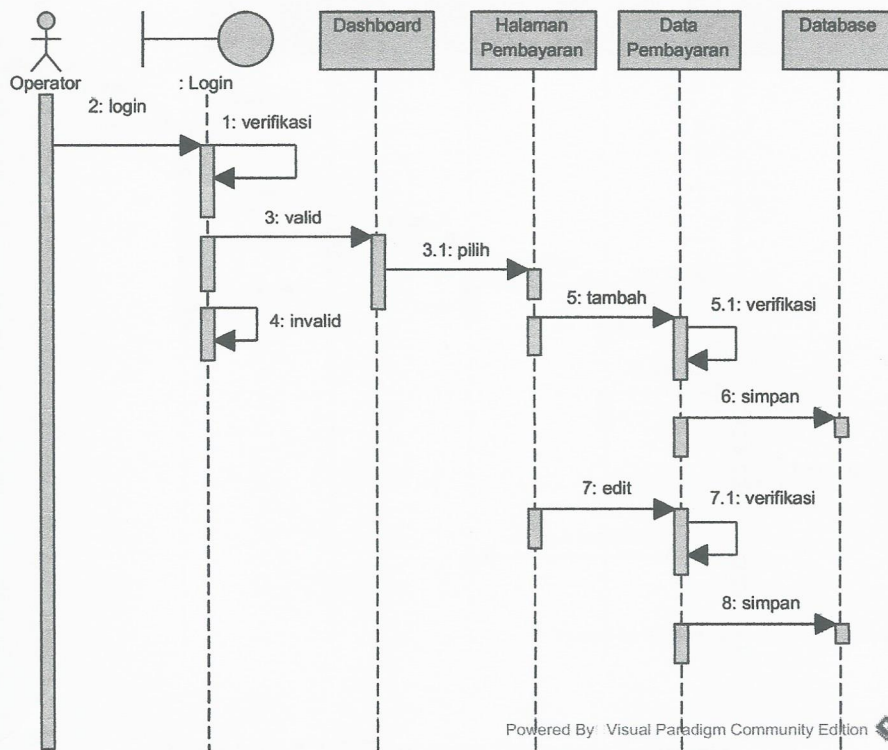 Dashboard
Halaman
Pembayaran
Data
Pembayaran
Database
Operator
: Login
2: login
1: verifikasi
3: valid
3.1: pilih
4: invalid
5: tambah
5.1: verifikasi
6: simpan
7: edit
7.1: verifikasi
8: simpan
Powered By Visual Paradigm Community Edition